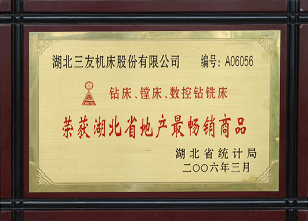 湖北三友机床股份有限公司 编号：A06056
钻床、镗床、数控钻铣床
荣获湖北省地产最畅销商品
湖北省统计局
二〇〇六年三月